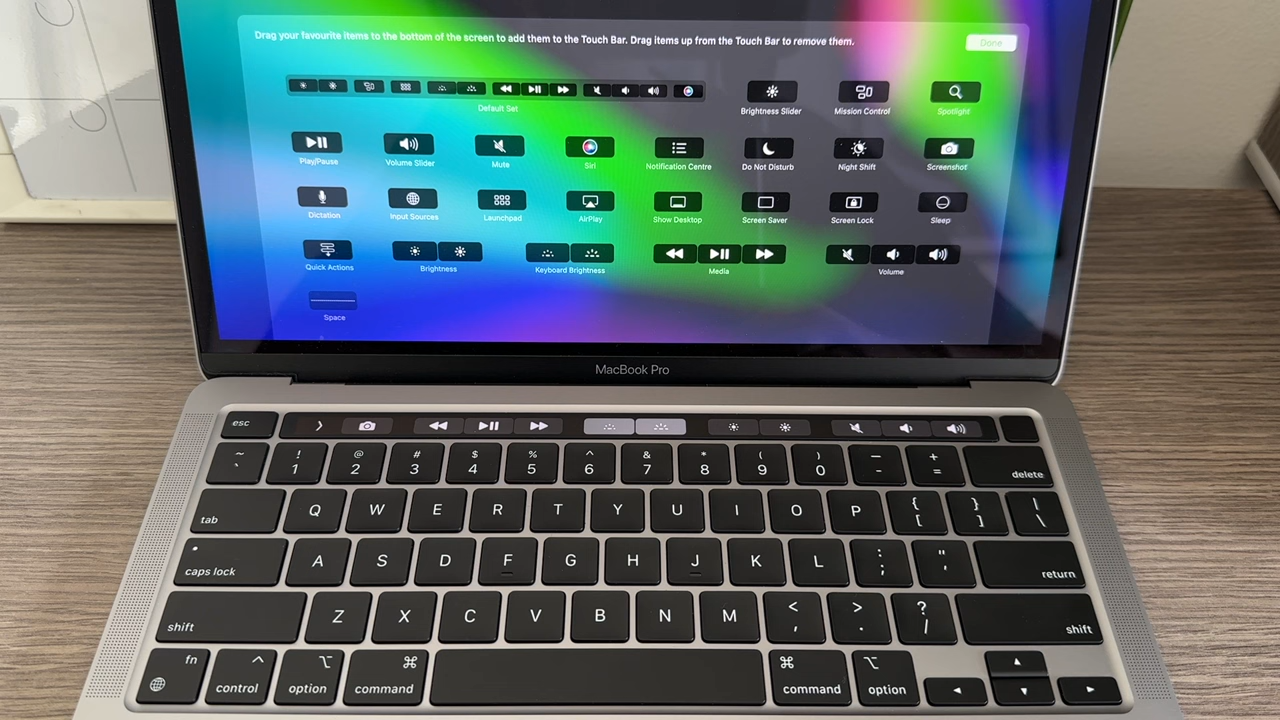 Drag your favourite items to the bottom of the screen to add them to the Touch Bar. Drag items up from the Touch Bar to remove them.
Done
Default Set
Brightness Slider
Mission Control
Spotlight
Play/Pause
Volume Slider
Mute
Siri
Notification Centre
Do Not Disturb
Night Shift
Screenshot
Dictation
Input Sources
Launchpad
AirPlay
Show Desktop
Screen Saver
Screen Lock
Sleep
Quick Actions
Brightness
Keyboard Brightness
Media
Volume
Space
MacBook Pro
esc
~ ! @ # $ % ^ & * ( ) — +
` 1 2 3 4 5 6 7 8 9 0 - = delete
tab Q W E R T Y U I O P { [ } ] | \
caps lock A S D F G H J K L : ; " ' return
shift Z X C V B N M < , > . ? / shift
fn control option command command option